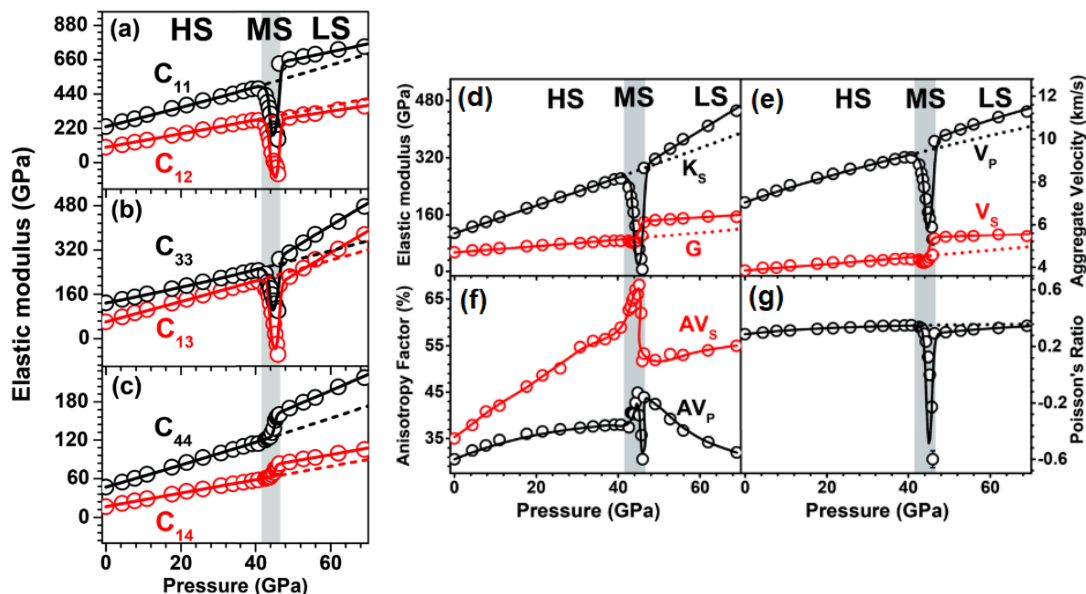 (a) HS MS LS
880
660
440
220
0
C11
C12
(b)
480
320
160
0
C33
C13
(c)
180
120
60
0
C44
C14
Elastic modulus (GPa)
0 20 40 60
Pressure (GPa)
(d) HS MS LS
480
320
160
0
KS
G
Elastic modulus (GPa)
(e) HS MS LS
VP
VS
12
10
8
6
4
Aggregate Velocity (km/s)
(f)
65
55
45
35
AVS
AVP
Anisotropy Factor (%)
0 20 40 60
Pressure (GPa)
(g)
0.6
0.2
-0.2
-0.6
Poisson's Ratio
0 20 40 60
Pressure (GPa)